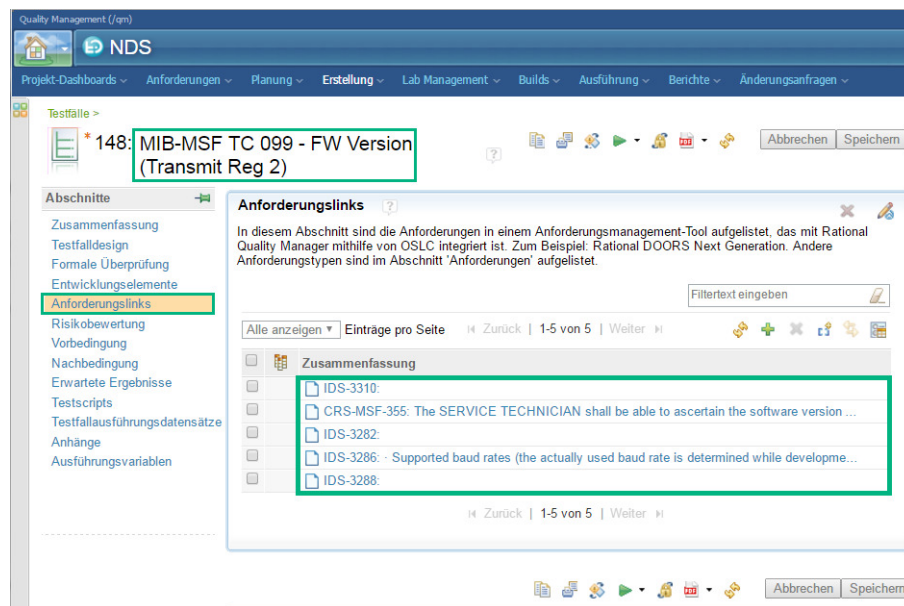 Quality Management (/qm)
NDS
Projekt-Dashboards Anforderungen Planung Erstellung Lab Management Builds Ausführung Berichte Änderungsanfragen
Testfälle >
* 148: MIB-MSF TC 099 - FW Version
(Transmit Reg 2)
?
PDF
Abbrechen Speichern
Abschnitte
Zusammenfassung
Testfalldesign
Formale Überprüfung
Entwicklungselemente
Anforderungslinks
Risikobewertung
Vorbedingung
Nachbedingung
Erwartete Ergebnisse
Testscripts
Testfallausführungsdatensätze
Anhänge
Ausführungsvariablen
Anforderungslinks ?
In diesem Abschnitt sind die Anforderungen in einem Anforderungsmanagement-Tool aufgelistet, das mit Rational
Quality Manager mithilfe von OSLC integriert ist. Zum Beispiel: Rational DOORS Next Generation. Andere
Anforderungstypen sind im Abschnitt 'Anforderungen' aufgelistet.
Filtertext eingeben
Alle anzeigen Einträge pro Seite Zurück | 1-5 von 5 | Weiter
Zusammenfassung
IDS-3310:
CRS-MSF-355: The SERVICE TECHNICIAN shall be able to ascertain the software version ...
IDS-3282:
IDS-3286: · Supported baud rates (the actually used baud rate is determined while developme...
IDS-3288:
Zurück | 1-5 von 5 | Weiter
PDF
Abbrechen Speichern